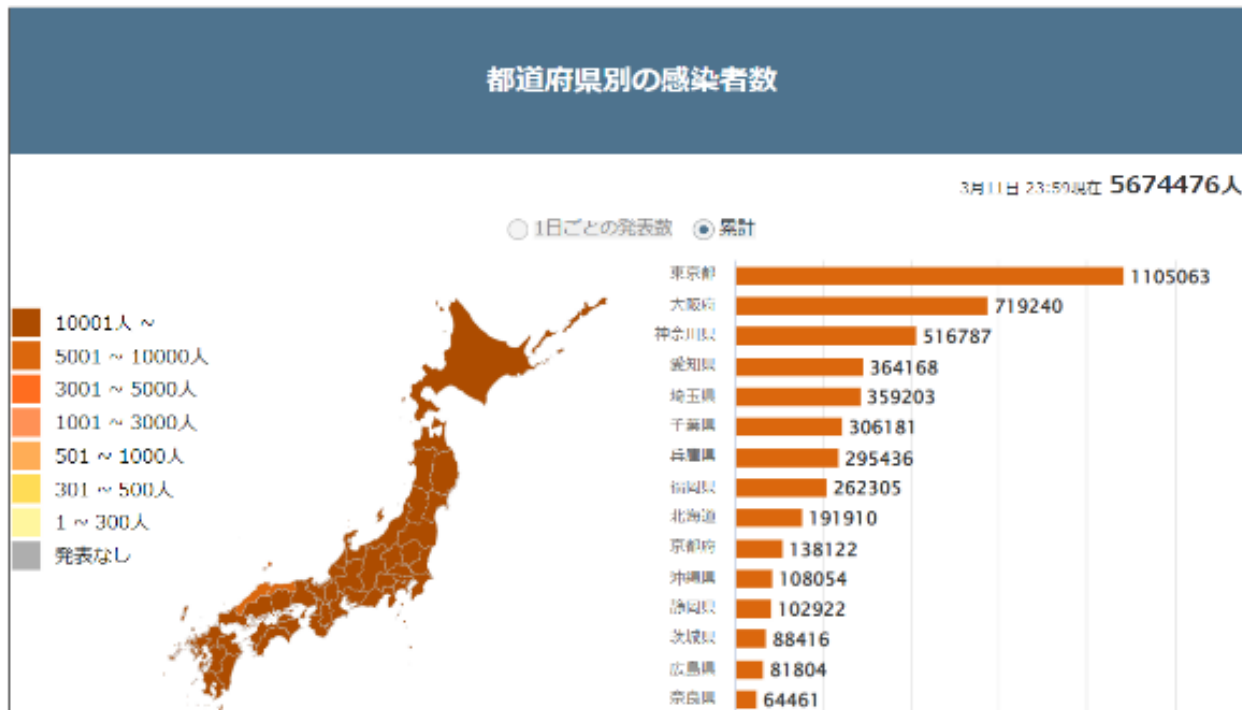 都道府県別の感染者数
3月11日 23:59現在 5674476人
1日ごとの発表数 累計
10001人 ~
5001 ~ 10000人
3001 ~ 5000人
1001 ~ 3000人
501 ~ 1000人
301 ~ 500人
1 ~ 300人
発表なし
東京都 1105063
大阪府 719240
神奈川県 516787
愛知県 364168
埼玉県 359203
千葉県 306181
兵庫県 295436
福岡県 262305
北海道 191910
京都府 138122
沖縄県 108054
静岡県 102922
茨城県 88416
広島県 81804
奈良県 64461